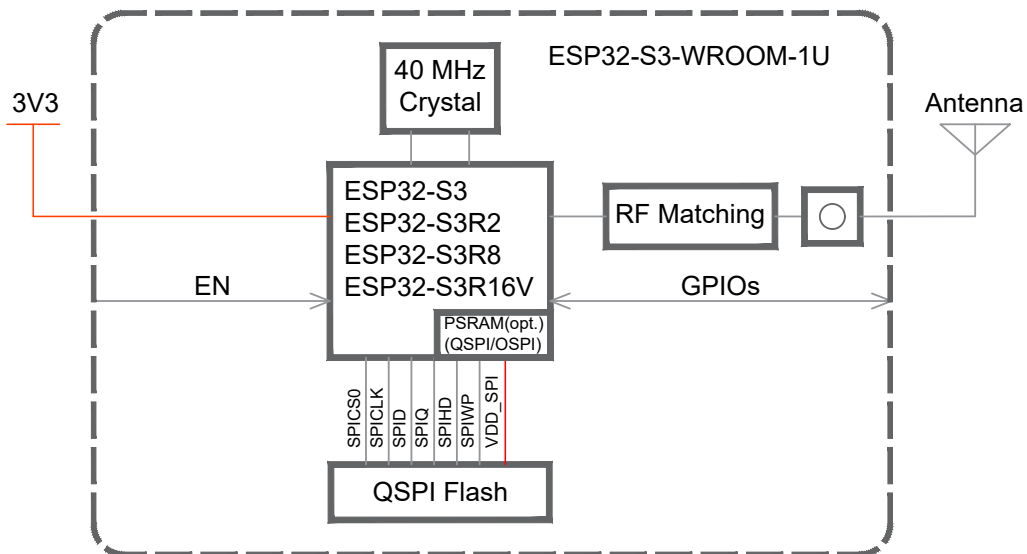 ESP32-S3-WROOM-1U
40 MHz
Crystal
3V3
Antenna
ESP32-S3
ESP32-S3R2
ESP32-S3R8
ESP32-S3R16V
RF Matching
EN
GPIOs
PSRAM(opt.)
(QSPI/OSPI)
SPICS0
SPICLK
SPID
SPIQ
SPIHD
SPIWP
VDD_SPI
QSPI Flash